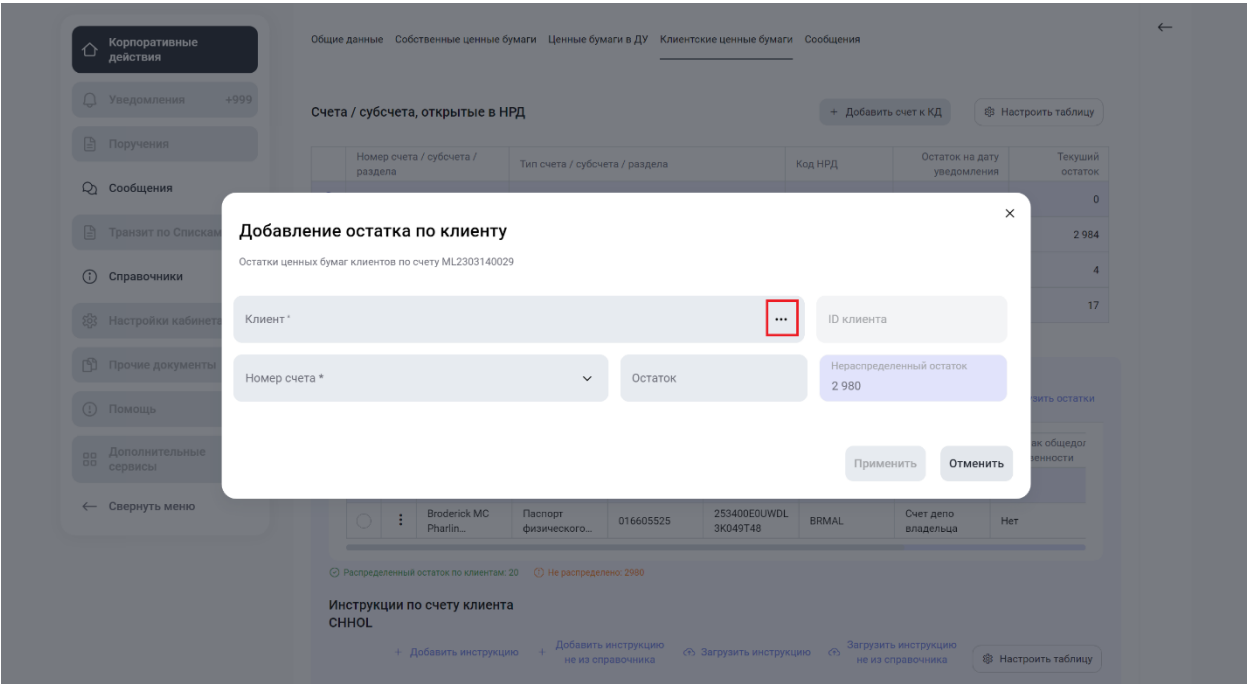 Корпоративные
действия
Уведомления +999
Поручения
Сообщения
Транзит по Спискам
Справочники
Настройки кабинета
Прочие документы
Помощь
Дополнительные
сервисы
Свернуть меню
Общие данные Собственные ценные бумаги Ценные бумаги в ДУ Клиентские ценные бумаги Сообщения
Счета / субсчета, открытые в НРД
+ Добавить счет к КД
Настроить таблицу
Номер счета / субсчета /
раздела
Тип счета / субсчета / раздела
Код НРД
Остаток на дату
уведомления
Текущий
остаток
0
2 984
4
17
Добавление остатка по клиенту
Остатки ценных бумаг клиентов по счету ML2303140029
Клиент *
ID клиента
Номер счета *
Остаток
Нераспределенный остаток
2 980
Применить
Отменить
остатки
Broderick MC
Pharlin...
Паспорт
физического...
016605525
253400E0UWDL
3K049T48
BRMAL
Счет депо
владельца
Нет
Распределенный остаток по клиентам: 20 Не распределено: 2980
Инструкции по счету клиента
CHHOL
+ Добавить инструкцию
+ Добавить инструкцию
не из справочника
Загрузить инструкцию
Загрузить инструкцию
не из справочника
Настроить таблицу